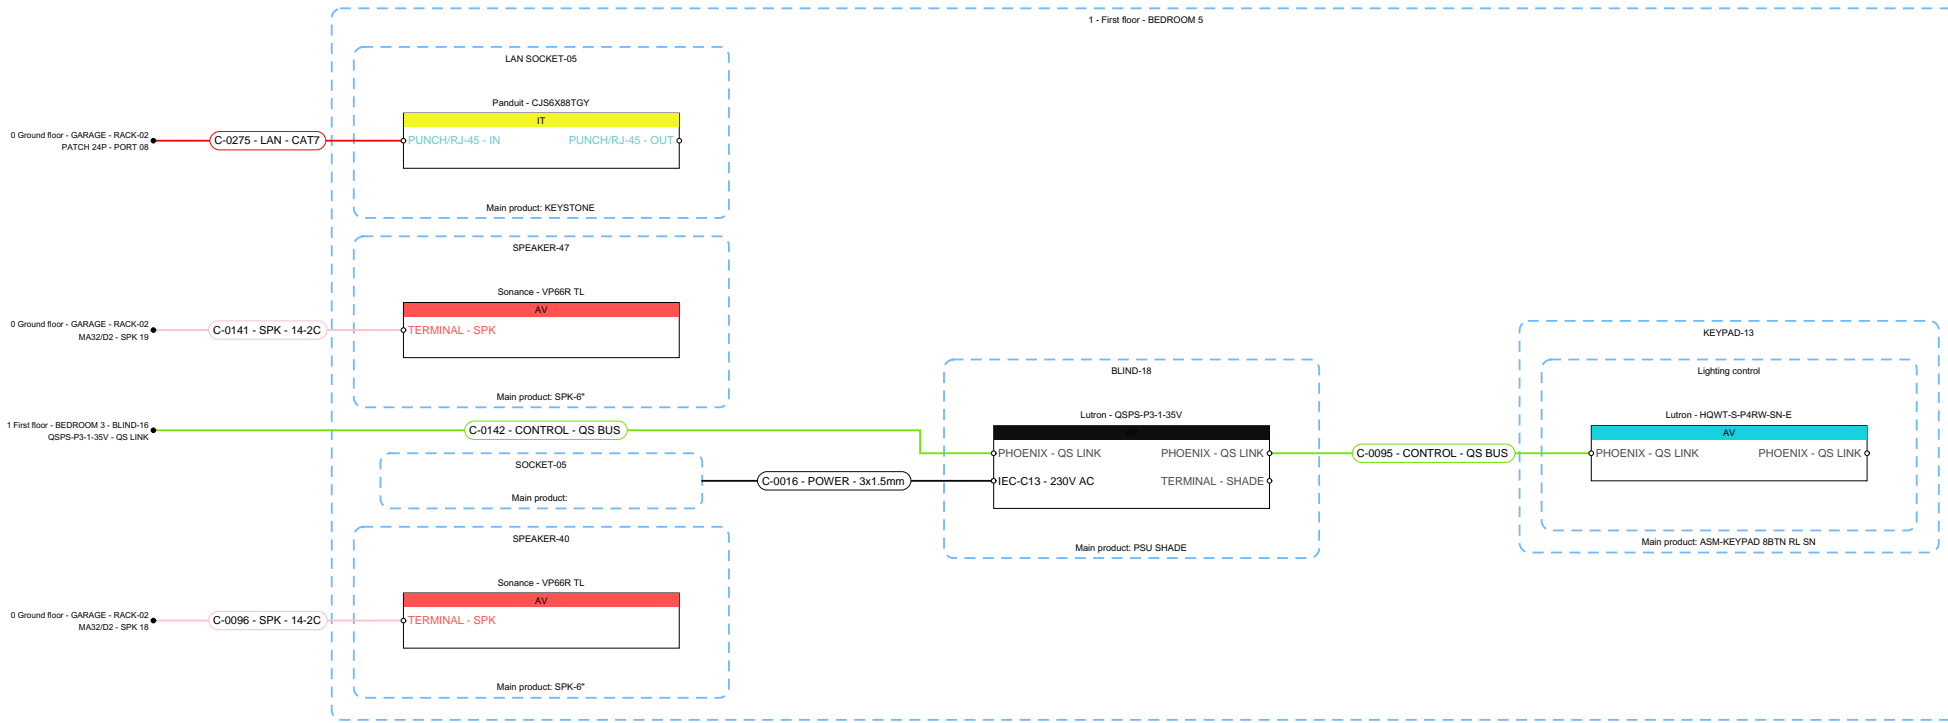 1 - First floor - BEDROOM 5
LAN SOCKET-05
Panduit - CJS6X88TGY
IT
0 Ground floor - GARAGE - RACK-02
PATCH 24P - PORT 08
C-0275 - LAN - CAT7
PUNCH/RJ-45 - IN
PUNCH/RJ-45 - OUT
Main product: KEYSTONE
SPEAKER-47
Sonance - VP66R TL
AV
0 Ground floor - GARAGE - RACK-02
MA32/D2 - SPK 19
C-0141 - SPK - 14-2C
TERMINAL - SPK
Main product: SPK-6"
1 First floor - BEDROOM 3 - BLIND-16
QSPS-P3-1-35V - QS LINK
C-0142 - CONTROL - QS BUS
SOCKET-05
Main product:
C-0016 - POWER - 3x1.5mm
BLIND-18
Lutron - QSPS-P3-1-35V
AV
PHOENIX - QS LINK
PHOENIX - QS LINK
IEC-C13 - 230V AC
TERMINAL - SHADE
Main product: PSU SHADE
C-0095 - CONTROL - QS BUS
KEYPAD-13
Lighting control
Lutron - HQWT-S-P4RW-SN-E
AV
PHOENIX - QS LINK
PHOENIX - QS LINK
Main product: ASM-KEYPAD 8BTN RL SN
SPEAKER-40
Sonance - VP66R TL
AV
0 Ground floor - GARAGE - RACK-02
MA32/D2 - SPK 18
C-0096 - SPK - 14-2C
TERMINAL - SPK
Main product: SPK-6"